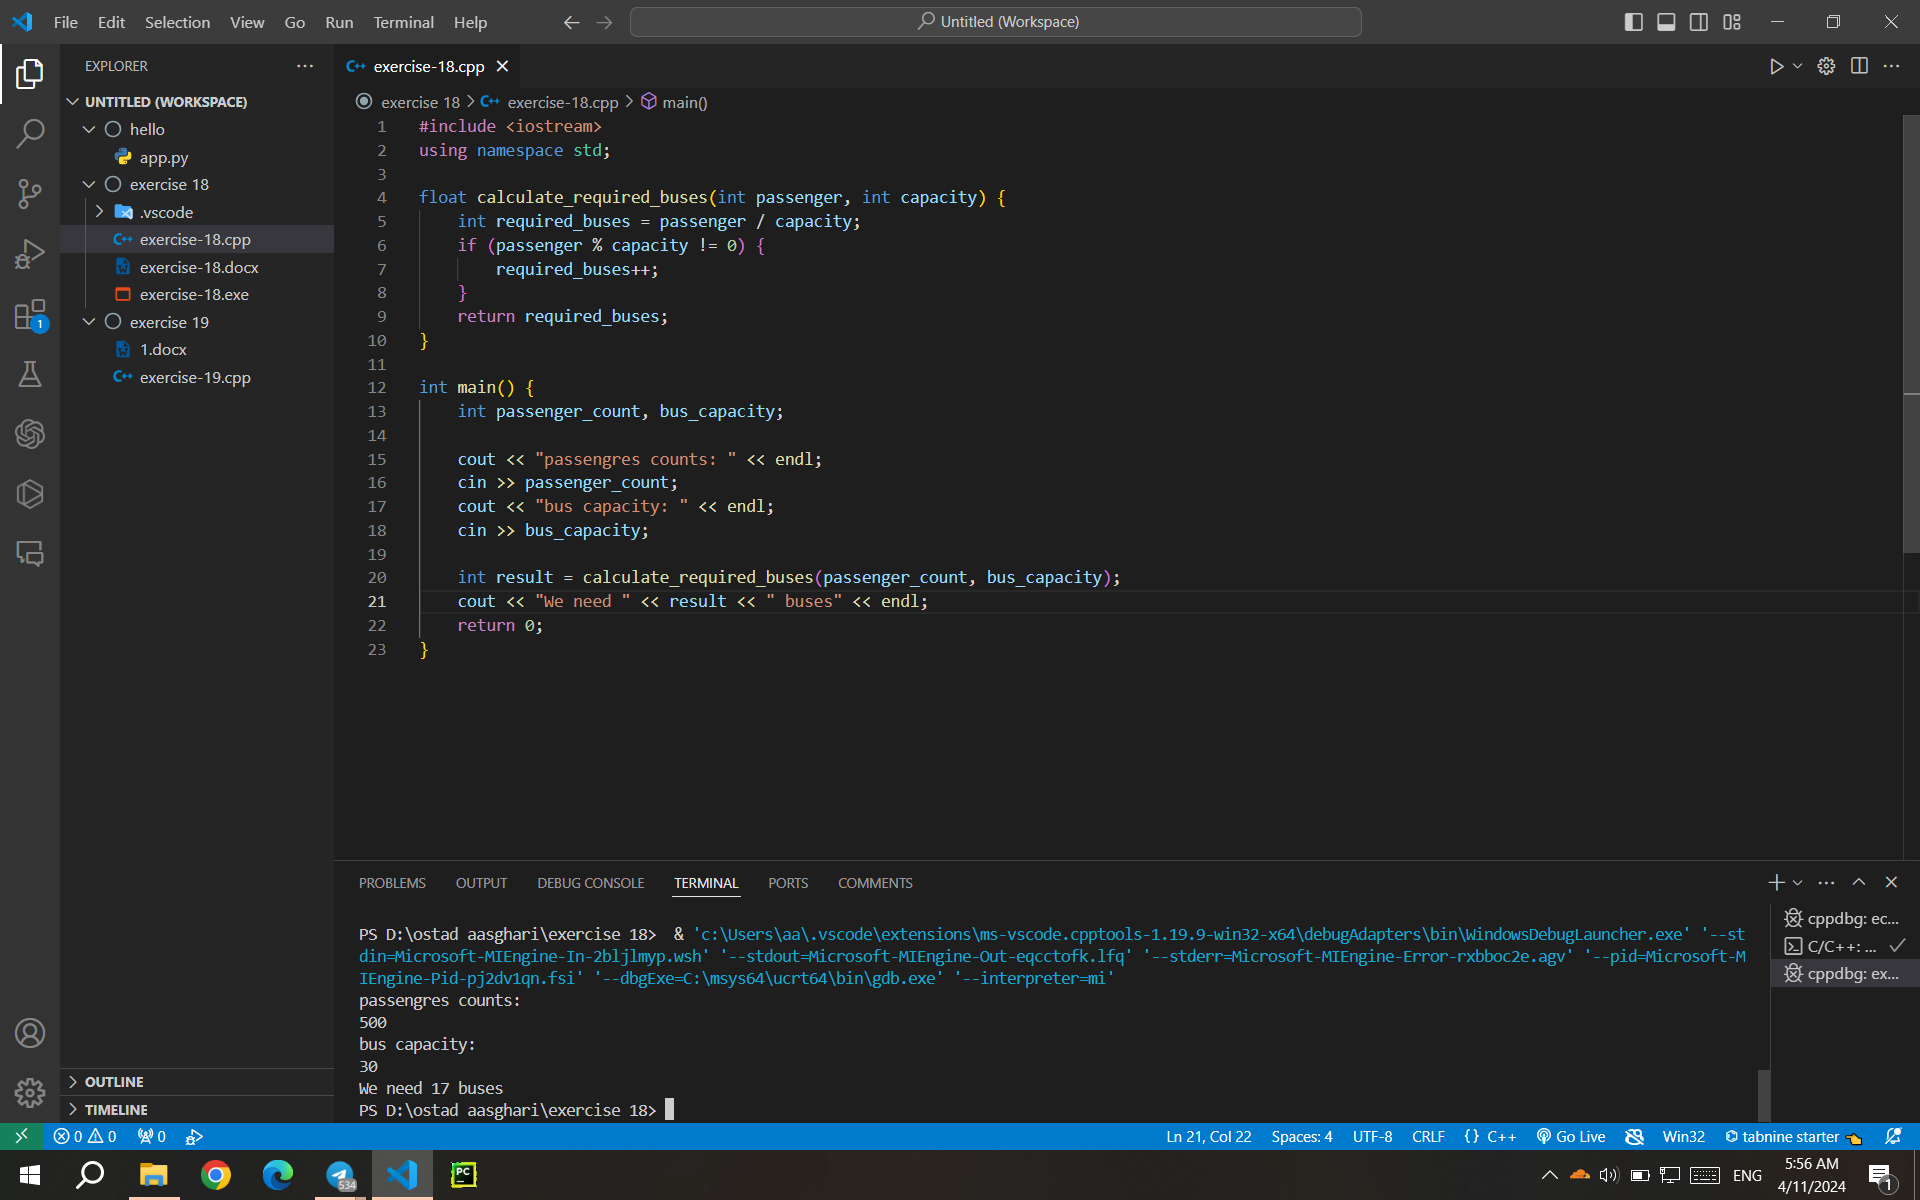 File Edit Selection View Go Run Terminal Help
Untitled (Workspace)
EXPLORER
UNTITLED (WORKSPACE)
hello
app.py
exercise 18
.vscode
exercise-18.cpp
exercise-18.docx
exercise-18.exe
exercise 19
1.docx
exercise-19.cpp
OUTLINE
TIMELINE
exercise-18.cpp
exercise 18 > exercise-18.cpp > main()
1 #include <iostream>
2 using namespace std;
3
4 float calculate_required_buses(int passenger, int capacity) {
5     int required_buses = passenger / capacity;
6     if (passenger % capacity != 0) {
7         required_buses++;
8     }
9     return required_buses;
10 }
11
12 int main() {
13     int passenger_count, bus_capacity;
14
15     cout << "passengres counts: " << endl;
16     cin >> passenger_count;
17     cout << "bus capacity: " << endl;
18     cin >> bus_capacity;
19
20     int result = calculate_required_buses(passenger_count, bus_capacity);
21     cout << "We need " << result << " buses" << endl;
22     return 0;
23 }
PROBLEMS OUTPUT DEBUG CONSOLE TERMINAL PORTS COMMENTS
PS D:\ostad aasghari\exercise 18>  & 'c:\Users\aa\.vscode\extensions\ms-vscode.cpptools-1.19.9-win32-x64\debugAdapters\bin\WindowsDebugLauncher.exe' '--st
din=Microsoft-MIEngine-In-2bljlmyp.wsh' '--stdout=Microsoft-MIEngine-Out-eqcctofk.lfq' '--stderr=Microsoft-MIEngine-Error-rxbboc2e.agv' '--pid=Microsoft-M
IEngine-Pid-pj2dv1qn.fsi' '--dbgExe=C:\msys64\ucrt64\bin\gdb.exe' '--interpreter=mi'
passengres counts:
500
bus capacity:
30
We need 17 buses
PS D:\ostad aasghari\exercise 18>
cppdbg: ec...
C/C++: ...
cppdbg: ex...
1
0 0 0
Ln 21, Col 22 Spaces: 4 UTF-8 CRLF {} C++ Go Live Win32 tabnine starter
534
PC
ENG
5:56 AM
4/11/2024
1